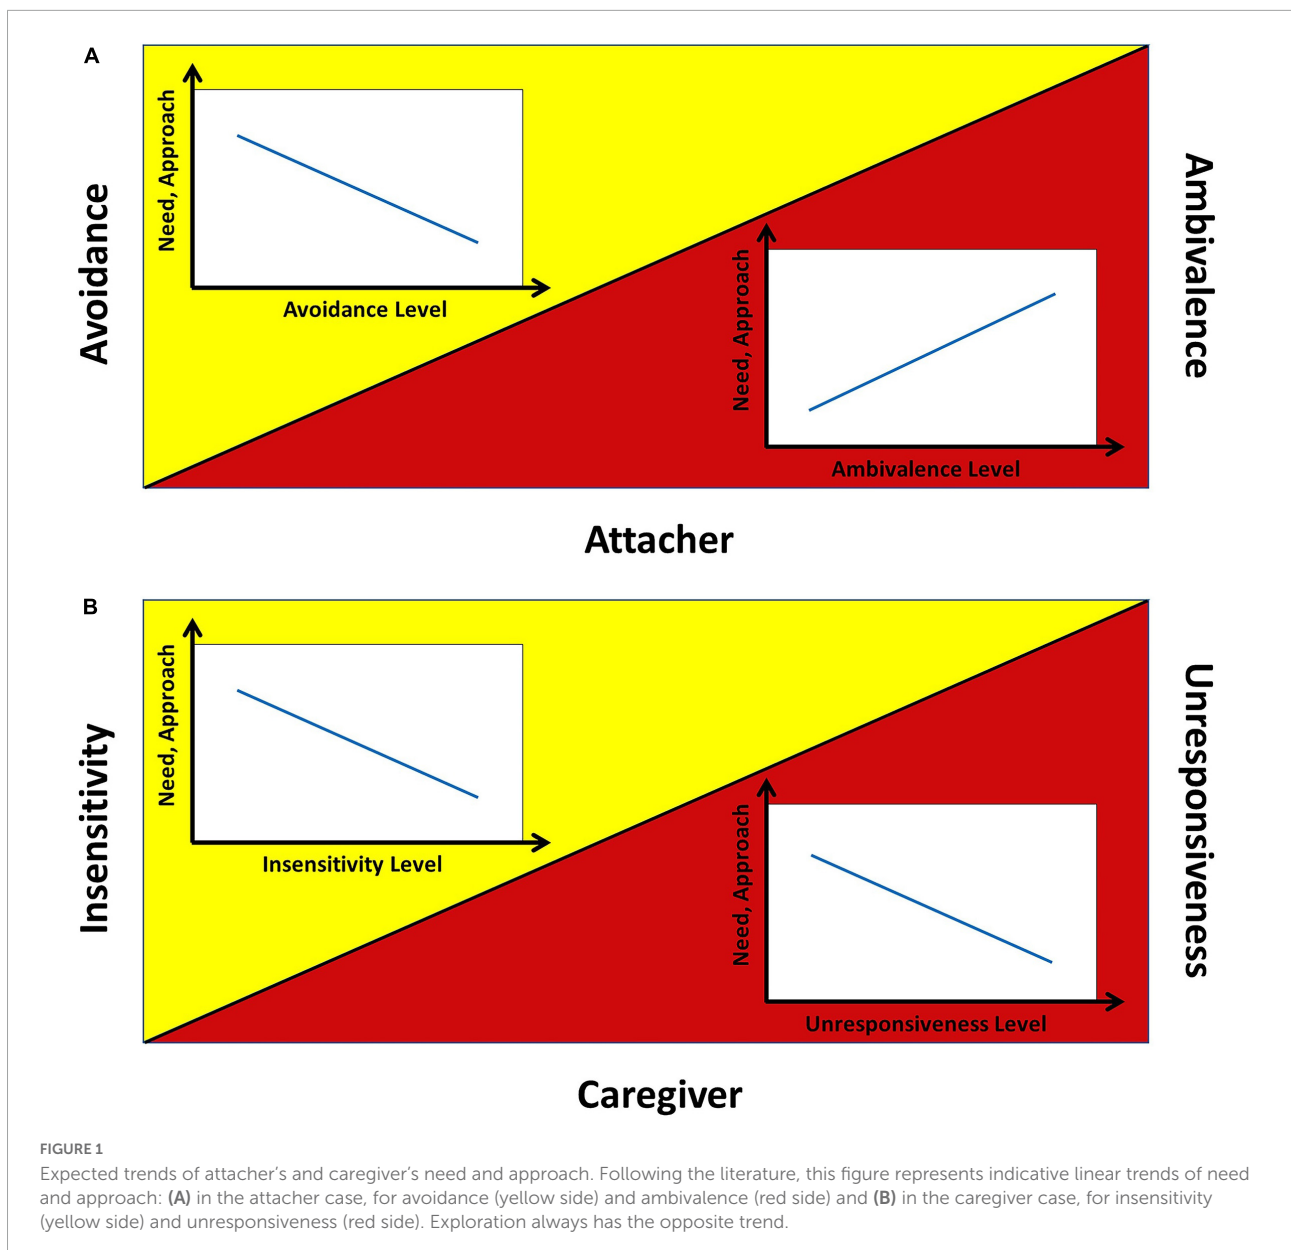 A
Avoidance
Need, Approach
Avoidance Level
Ambivalence
Need, Approach
Ambivalence Level
Attacher
B
Insensitivity
Need, Approach
Insensitivity Level
Unresponsiveness
Need, Approach
Unresponsiveness Level
Caregiver
FIGURE 1
Expected trends of attacher’s and caregiver’s need and approach. Following the literature, this figure represents indicative linear trends of need
and approach: (A) in the attacher case, for avoidance (yellow side) and ambivalence (red side) and (B) in the caregiver case, for insensitivity
(yellow side) and unresponsiveness (red side). Exploration always has the opposite trend.